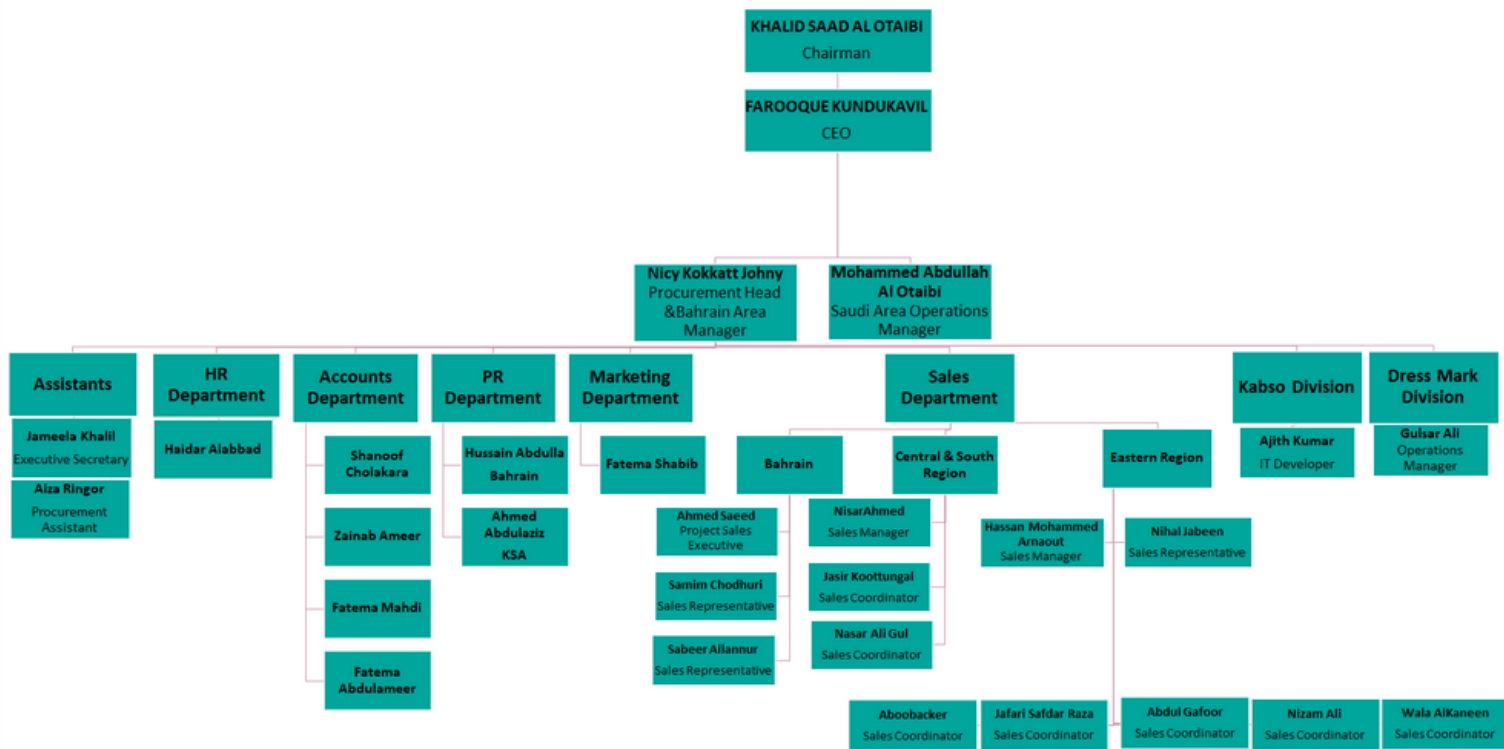 KHALID SAAD AL OTAIBI
Chairman
FAROOQUE KUNDUKAVIL
CEO
Nicy Kokkatt Johny
Procurement Head
&Bahrain Area
Manager
Mohammed Abdullah
Al Otaibi
Saudi Area Operations
Manager
Assistants
HR
Department
Accounts
Department
PR
Department
Marketing
Department
Sales
Department
Kabso Division
Dress Mark
Division
Jameela Khalil
Executive Secretary
Aiza Ringor
Procurement
Assistant
Haidar Alabbad
Shanoof
Cholakara
Zainab Ameer
Fatema Mahdi
Fatema
Abdulameer
Hussain Abdulla
Bahrain
Ahmed
Abdulaziz
KSA
Fatema Shabib
Bahrain
Ahmed Saeed
Project Sales
Executive
Samim Chodhuri
Sales Representative
Sabeer Allannur
Sales Representative
Central & South
Region
NisarAhmed
Sales Manager
Jasir Koottungal
Sales Coordinator
Nasar Ali Gul
Sales Coordinator
Eastern Region
Hassan Mohammed
Arnaout
Sales Manager
Nihal Jabeen
Sales Representative
Aboobacker
Sales Coordinator
Jafari Safdar Raza
Sales Coordinator
Abdul Gafoor
Sales Coordinator
Nizam Ali
Sales Coordinator
Wala AlKaneen
Sales Coordinator
Ajith Kumar
IT Developer
Gulsar Ali
Operations
Manager